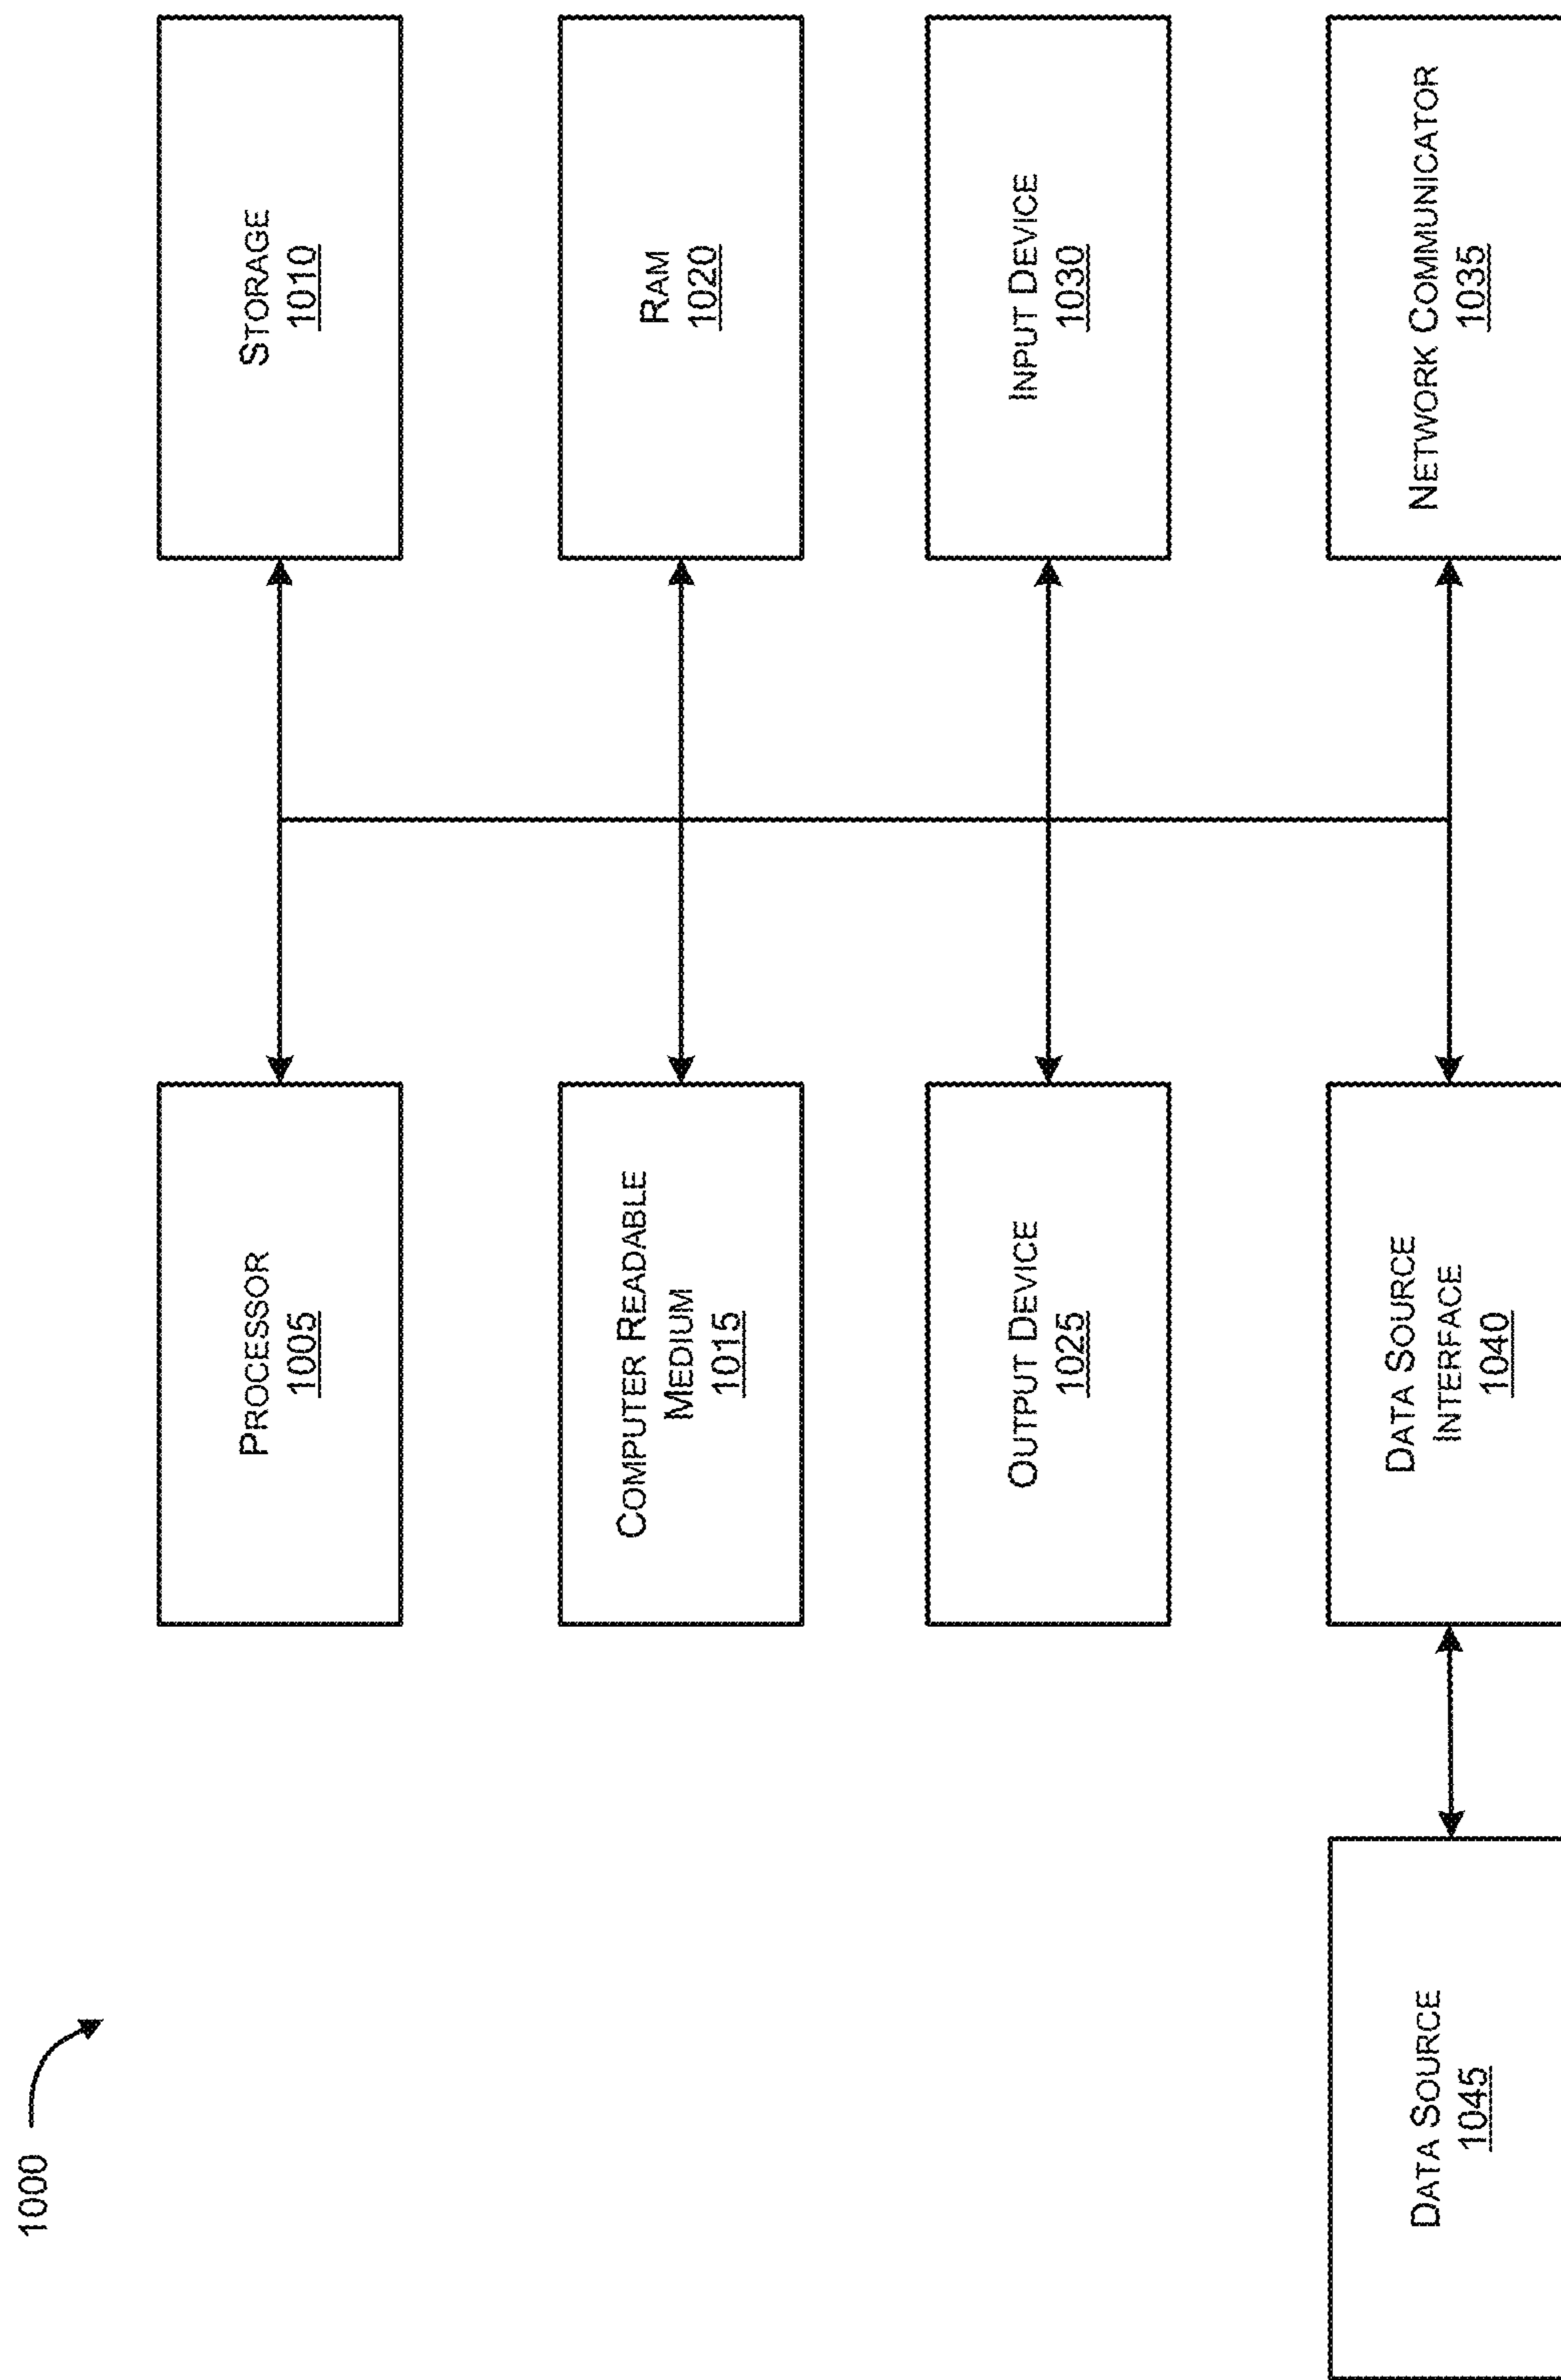 1000
PROCESSOR
1005
STORAGE
1010
COMPUTER READABLE
MEDIUM
1015
RAM
1020
OUTPUT DEVICE
1025
INPUT DEVICE
1030
DATA SOURCE
1045
DATA SOURCE
INTERFACE
1040
NETWORK COMMUNICATOR
1035